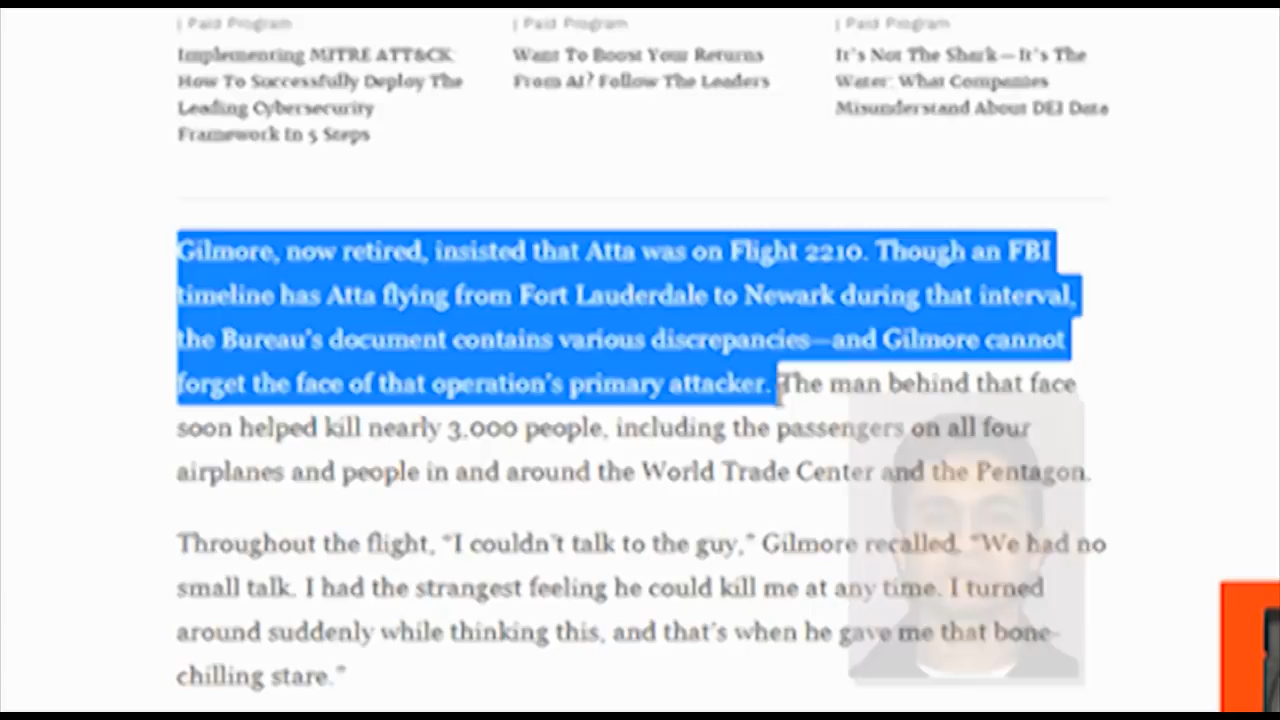 | Paid Program
Implementing MITRE ATT&CK:
How To Successfully Deploy The
Leading Cybersecurity
Framework In 5 Steps
| Paid Program
Want To Boost Your Returns
From AI? Follow The Leaders
| Paid Program
It's Not The Shark—It's The
Water: What Companies
Misunderstand About DEI Data
Gilmore, now retired, insisted that Atta was on Flight 2210. Though an FBI
timeline has Atta flying from Fort Lauderdale to Newark during that interval,
the Bureau's document contains various discrepancies—and Gilmore cannot
forget the face of that operation's primary attacker. The man behind that face
soon helped kill nearly 3,000 people, including the passengers on all four
airplanes and people in and around the World Trade Center and the Pentagon.
Throughout the flight, "I couldn't talk to the guy," Gilmore recalled. "We had no
small talk. I had the strangest feeling he could kill me at any time. I turned
around suddenly while thinking this, and that's when he gave me that bone-
chilling stare."